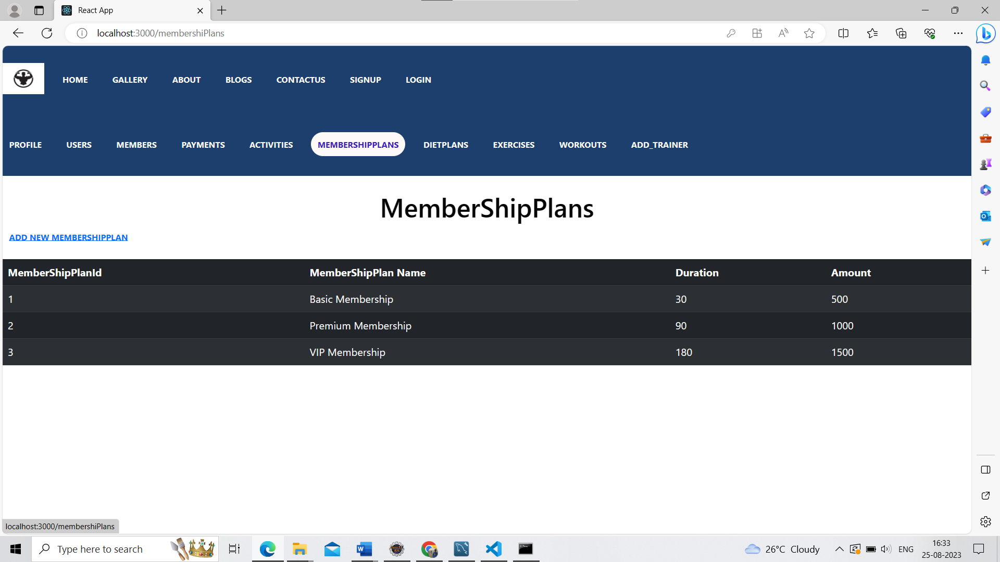 React App
localhost:3000/membershiPlans
HOME GALLERY ABOUT BLOGS CONTACTUS SIGNUP LOGIN
PROFILE USERS MEMBERS PAYMENTS ACTIVITIES MEMBERSHIPPLANS DIETPLANS EXERCISES WORKOUTS ADD_TRAINER
MemberShipPlans
ADD NEW MEMBERSHIPPLAN
MemberShipPlanId MemberShipPlan Name Duration Amount
1 Basic Membership 30 500
2 Premium Membership 90 1000
3 VIP Membership 180 1500
localhost:3000/membershiPlans
Type here to search
26°C Cloudy
ENG
16:33
25-08-2023